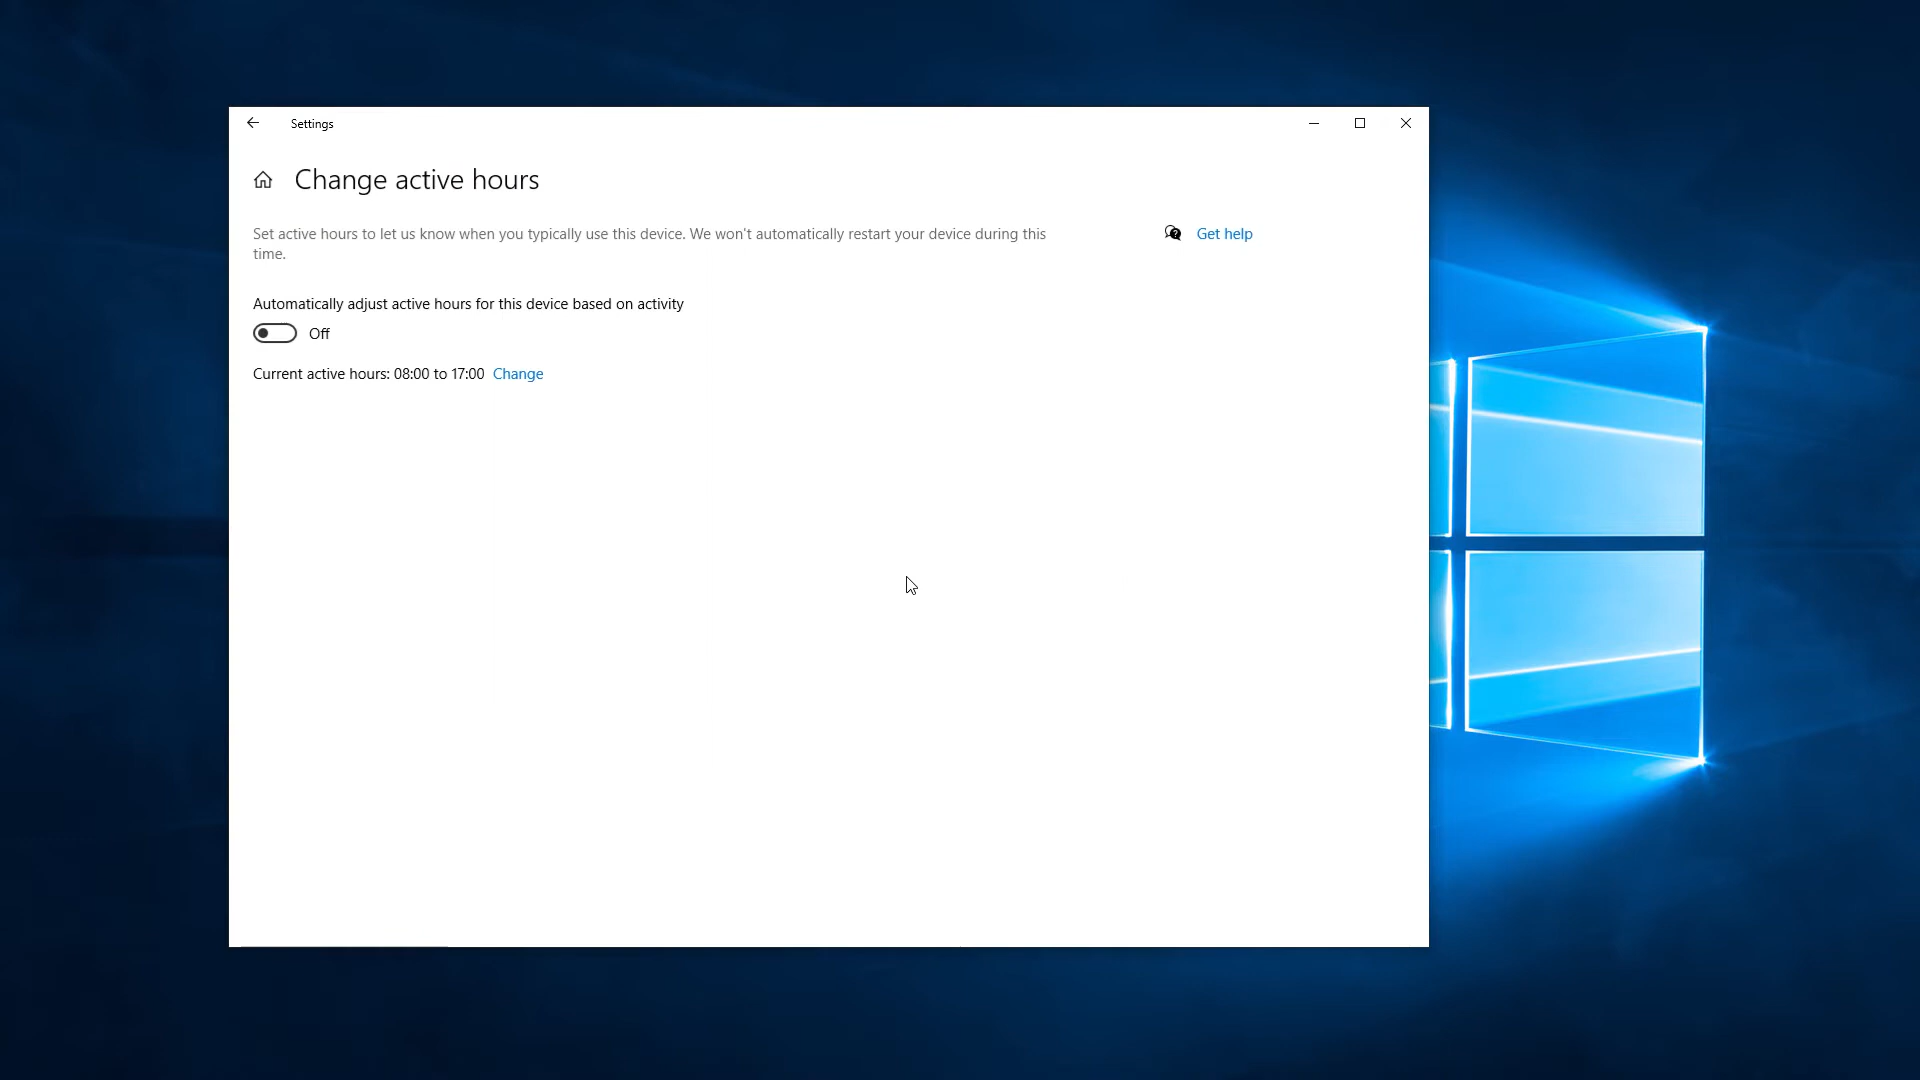 Settings
Change active hours
Set active hours to let us know when you typically use this device. We won't automatically restart your device during this
time.
Get help
Automatically adjust active hours for this device based on activity
Off
Current active hours: 08:00 to 17:00 Change